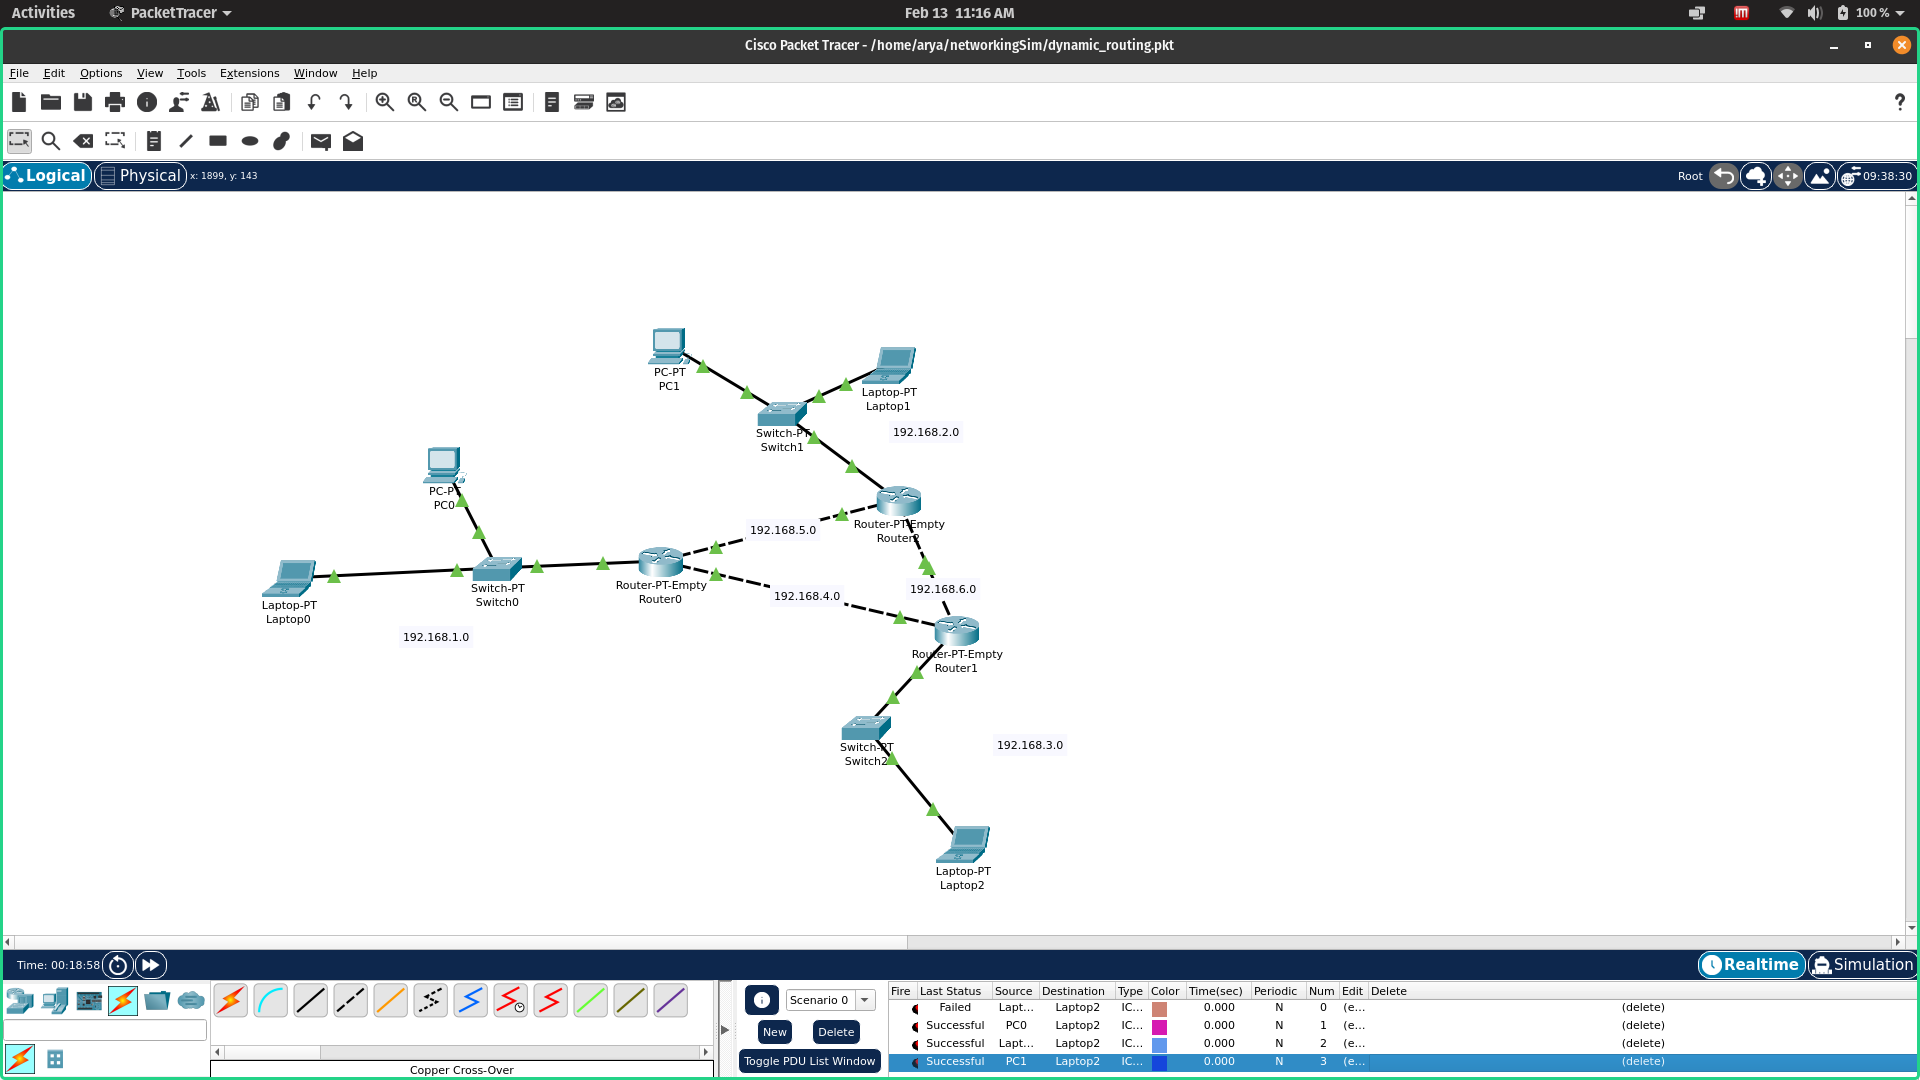 Activities
PacketTracer
Feb 13 11:16 AM
100 %
Cisco Packet Tracer - /home/arya/networkingSim/dynamic_routing.pkt
File Edit Options View Tools Extensions Window Help
?
Logical
Physical
x: 1899, y: 143
Root
09:38:30
PC-PT
PC1
Laptop-PT
Laptop1
Switch-PT
Switch1
192.168.2.0
PC-PT
PC0
Router-PT-Empty
Router2
192.168.5.0
Switch-PT
Switch0
Router-PT-Empty
Router0
192.168.4.0
192.168.6.0
Laptop-PT
Laptop0
192.168.1.0
Router-PT-Empty
Router1
Switch-PT
Switch2
192.168.3.0
Laptop-PT
Laptop2
Time: 00:18:58
Realtime
Simulation
Scenario 0
New
Delete
Toggle PDU List Window
Copper Cross-Over
Fire Last Status Source Destination Type Color Time(sec) Periodic Num Edit Delete
Failed Lapt... Laptop2 IC... 0.000 N 0 (e... (delete)
Successful PC0 Laptop2 IC... 0.000 N 1 (e... (delete)
Successful Lapt... Laptop2 IC... 0.000 N 2 (e... (delete)
Successful PC1 Laptop2 IC... 0.000 N 3 (e... (delete)